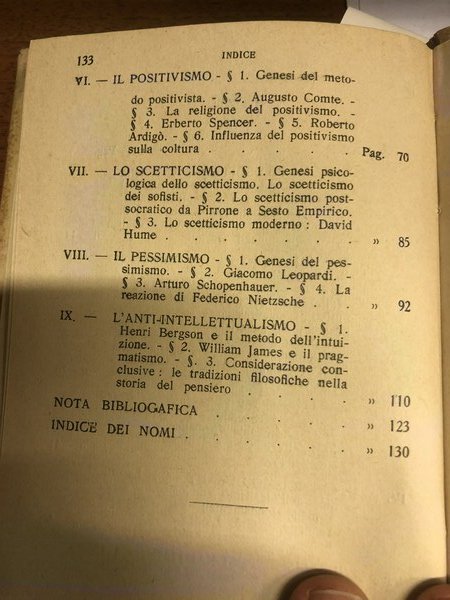 133 INDICE
VI. — IL POSITIVISMO - § 1. Genesi del meto-
do positivista. - § 2. Augusto Comte. -
§ 3. La religione del positivismo. -
§ 4. Erberto Spencer. - § 5. Roberto
Ardigò. - § 6. Influenza del positivismo
sulla coltura . . . . . Pag. 70
VII. — LO SCETTICISMO - § 1. Genesi psico-
logica dello scetticismo. Lo scetticismo
dei sofisti. - § 2. Lo scetticismo post-
socratico da Pirrone a Sesto Empirico.
- § 3. Lo scetticismo moderno: David
Hume . . . . . . » 85
VIII. — IL PESSIMISMO - § 1. Genesi del pes-
simismo. - § 2. Giacomo Leopardi. -
§ 3. Arturo Schopenhauer. - § 4. La
reazione di Federico Nietzsche . . » 92
IX. — L'ANTI-INTELLETTUALISMO - § 1.
Henri Bergson e il metodo dell'intui-
zione. - § 2. William James e il prag-
matismo. - §. 3. Considerazione con-
clusive: le tradizioni filosofiche nella
storia del pensiero . . . . » 110
NOTA BIBLIOGAFICA . . . . . » 123
INDICE DEI NOMI . . . . . . » 130